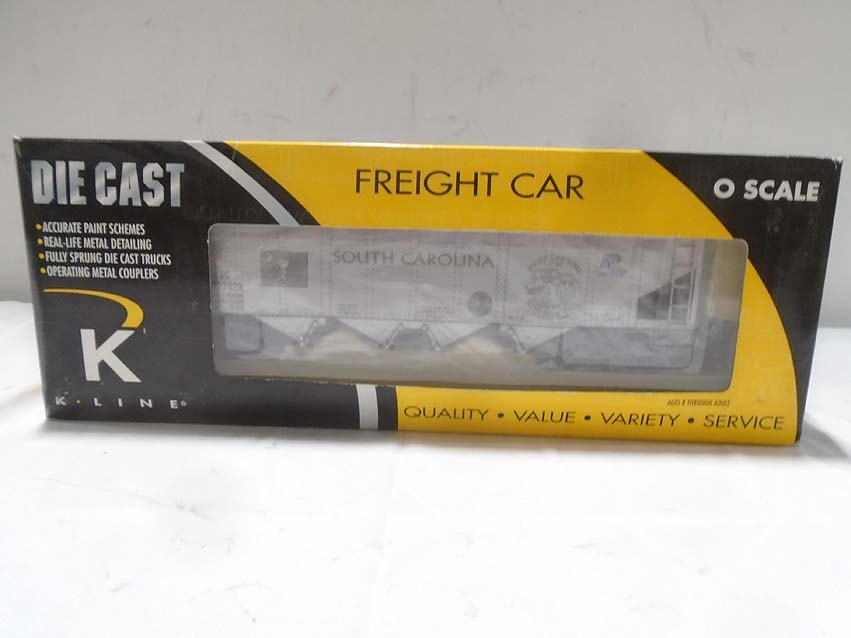 DIE CAST
• ACCURATE PAINT SCHEMES
• REAL-LIFE METAL DETAILING
• FULLY SPRUNG DIE CAST TRUCKS
• OPERATING METAL COUPLERS
FREIGHT CAR
O SCALE
SOUTH CAROLINA
K
K•LINE®
AGES 8 THROUGH ADULT
QUALITY • VALUE • VARIETY • SERVICE